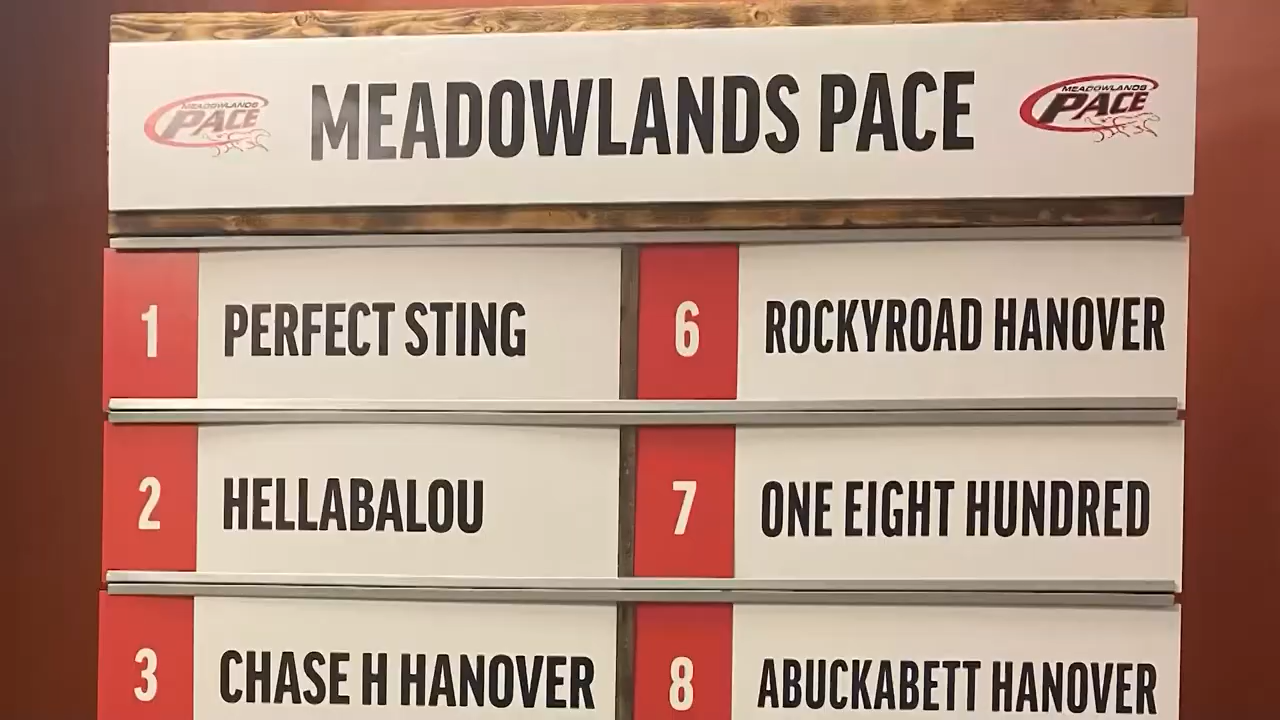 MEADOWLANDS PACE
MEADOWLANDS PACE
MEADOWLANDS PACE
1 PERFECT STING
6 ROCKYROAD HANOVER
2 HELLABALOU
7 ONE EIGHT HUNDRED
3 CHASE H HANOVER
8 ABUCKABETT HANOVER